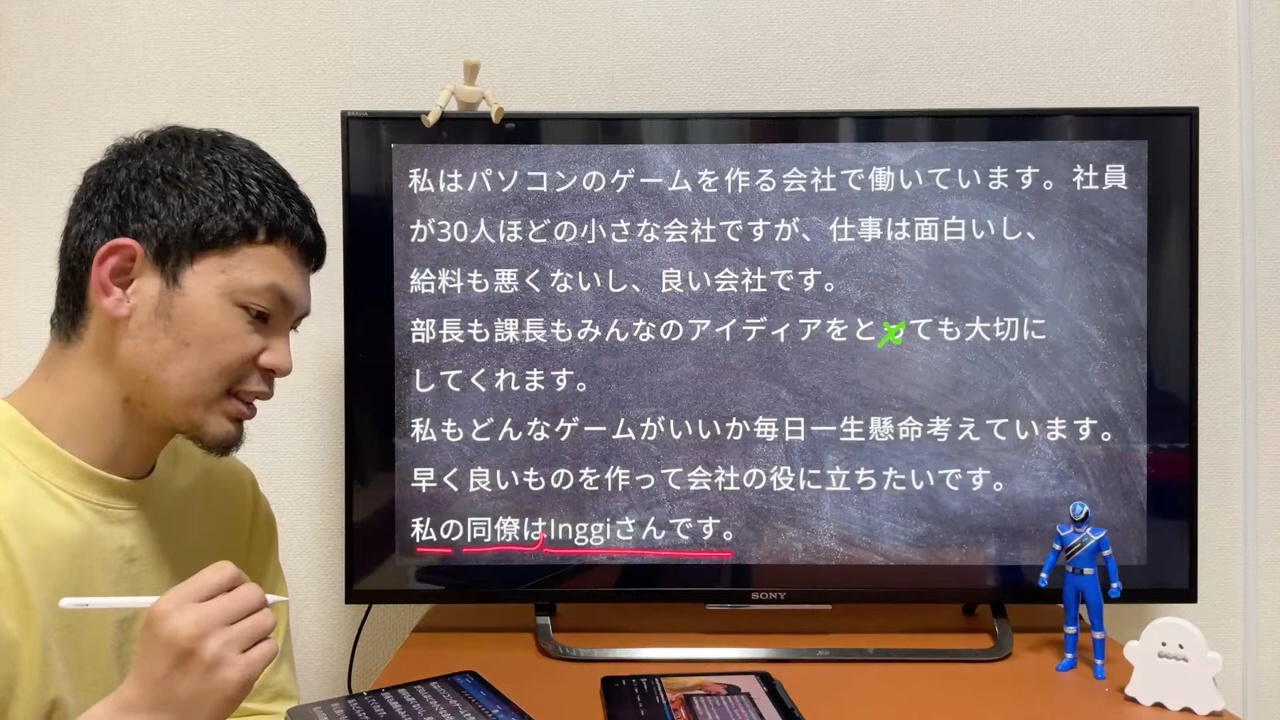 BRAVIA
私はパソコンのゲームを作る会社で働いています。社員
が30人ほどの小さな会社ですが、仕事は面白いし、
給料も悪くないし、良い会社です。
部長も課長もみんなのアイディアをとっても大切に
してくれます。
私もどんなゲームがいいか毎日一生懸命考えています。
早く良いものを作って会社の役に立ちたいです。
私の同僚はInggiさんです。
SONY